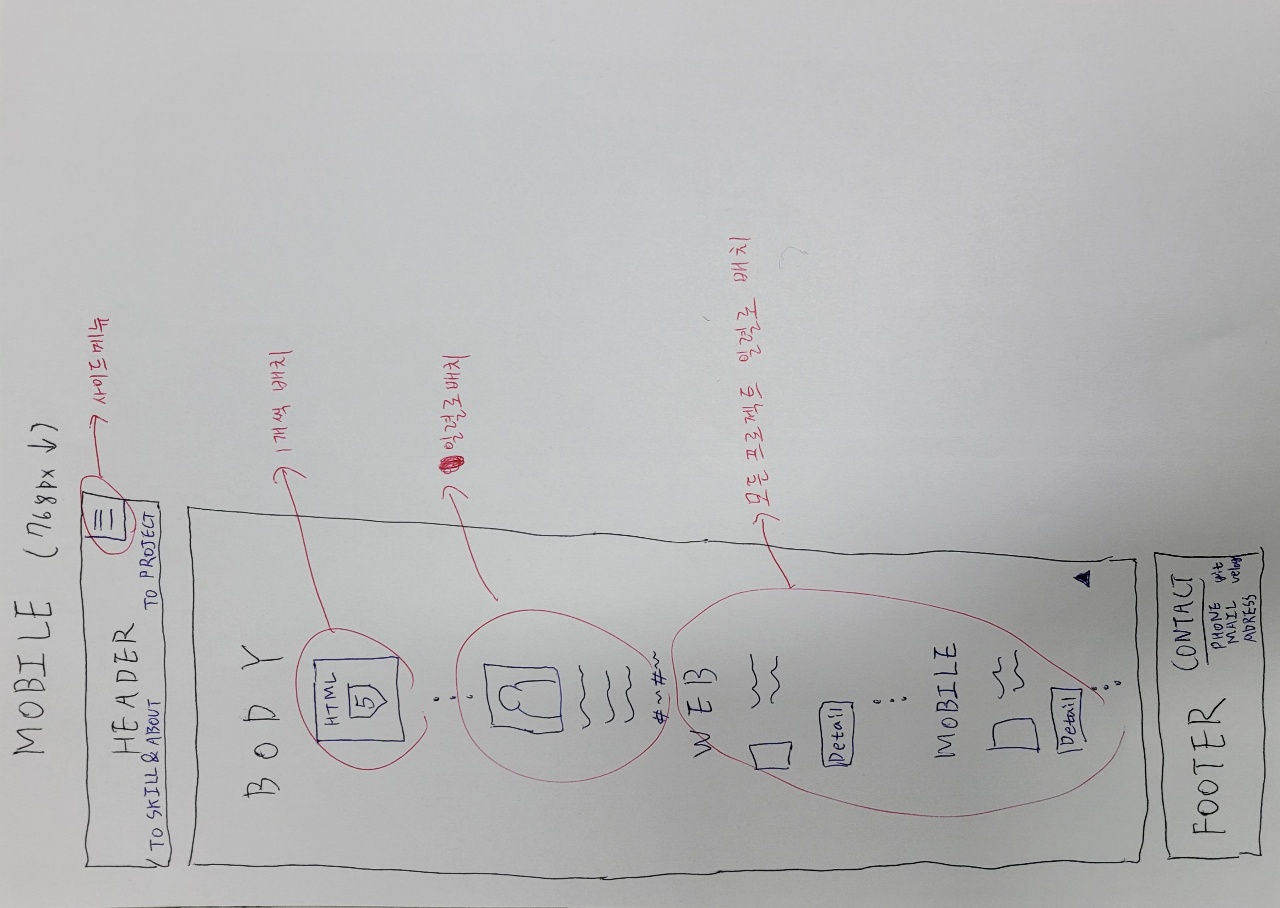 MOBILE (768px ↓)
HEADER
사이드메뉴
TO SKILL & ABOUT
TO PROJECT
BODY
HTML
5
1개씩 배치
일렬로 배치
#~#~
WEB
모든 프로젝트 일렬로 배치
Detail
MOBILE
Detail
FOOTER
CONTACT
PHONE
MAIL
ADRESS
git
velog